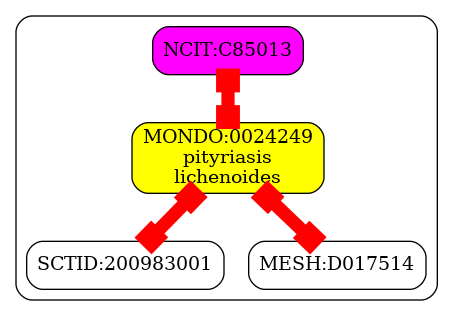 NCIT:C85013
MONDO:0024249
pityriasis
lichenoides
SCTID:200983001
MESH:D017514